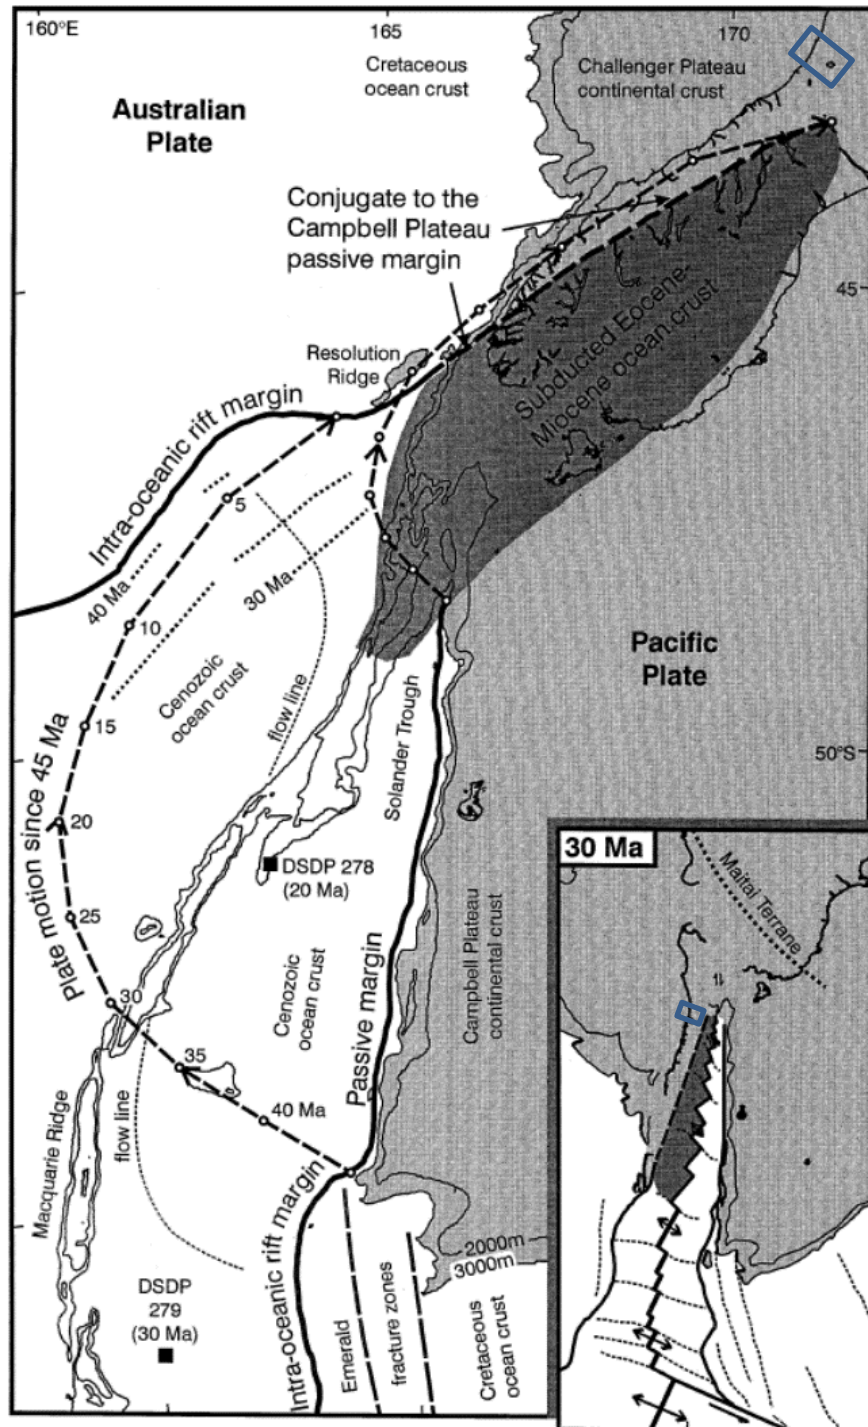 160°E
165
170
Cretaceous
ocean crust
Challenger Plateau
continental crust
Australian
Plate
Conjugate to the
Campbell Plateau
passive margin
45
Subducted Eocene-
Miocene ocean crust
Resolution
Ridge
Intra-oceanic rift margin
5
40 Ma
30 Ma
10
Pacific
Plate
Cenozoic
ocean crust
flow line
15
Solander Trough
50°S
Plate motion since 45 Ma
20
DSDP 278
(20 Ma)
30 Ma
Maitai Terrane
25
Campbell Plateau
continental crust
Cenozoic
ocean crust
Passive margin
30
35
40 Ma
flow line
Macquarie Ridge
Intra-oceanic rift margin
2000m
3000m
DSDP
279
(30 Ma)
Emerald
fracture zones
Cretaceous
ocean crust